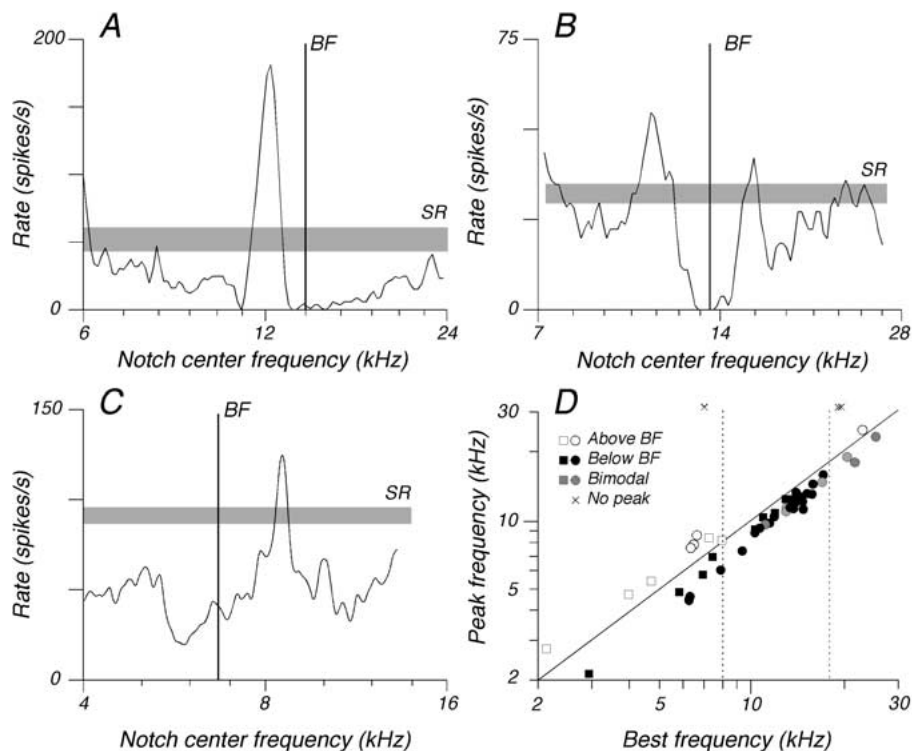 A
200
BF
Rate (spikes/s)
SR
0
6
12
24
Notch center frequency (kHz)
B
75
BF
Rate (spikes/s)
SR
0
7
14
28
Notch center frequency (kHz)
C
150
BF
Rate (spikes/s)
SR
0
4
8
16
Notch center frequency (kHz)
D
30
Above BF
Below BF
Bimodal
No peak
Peak frequency (kHz)
10
5
2
2
5
10
30
Best frequency (kHz)